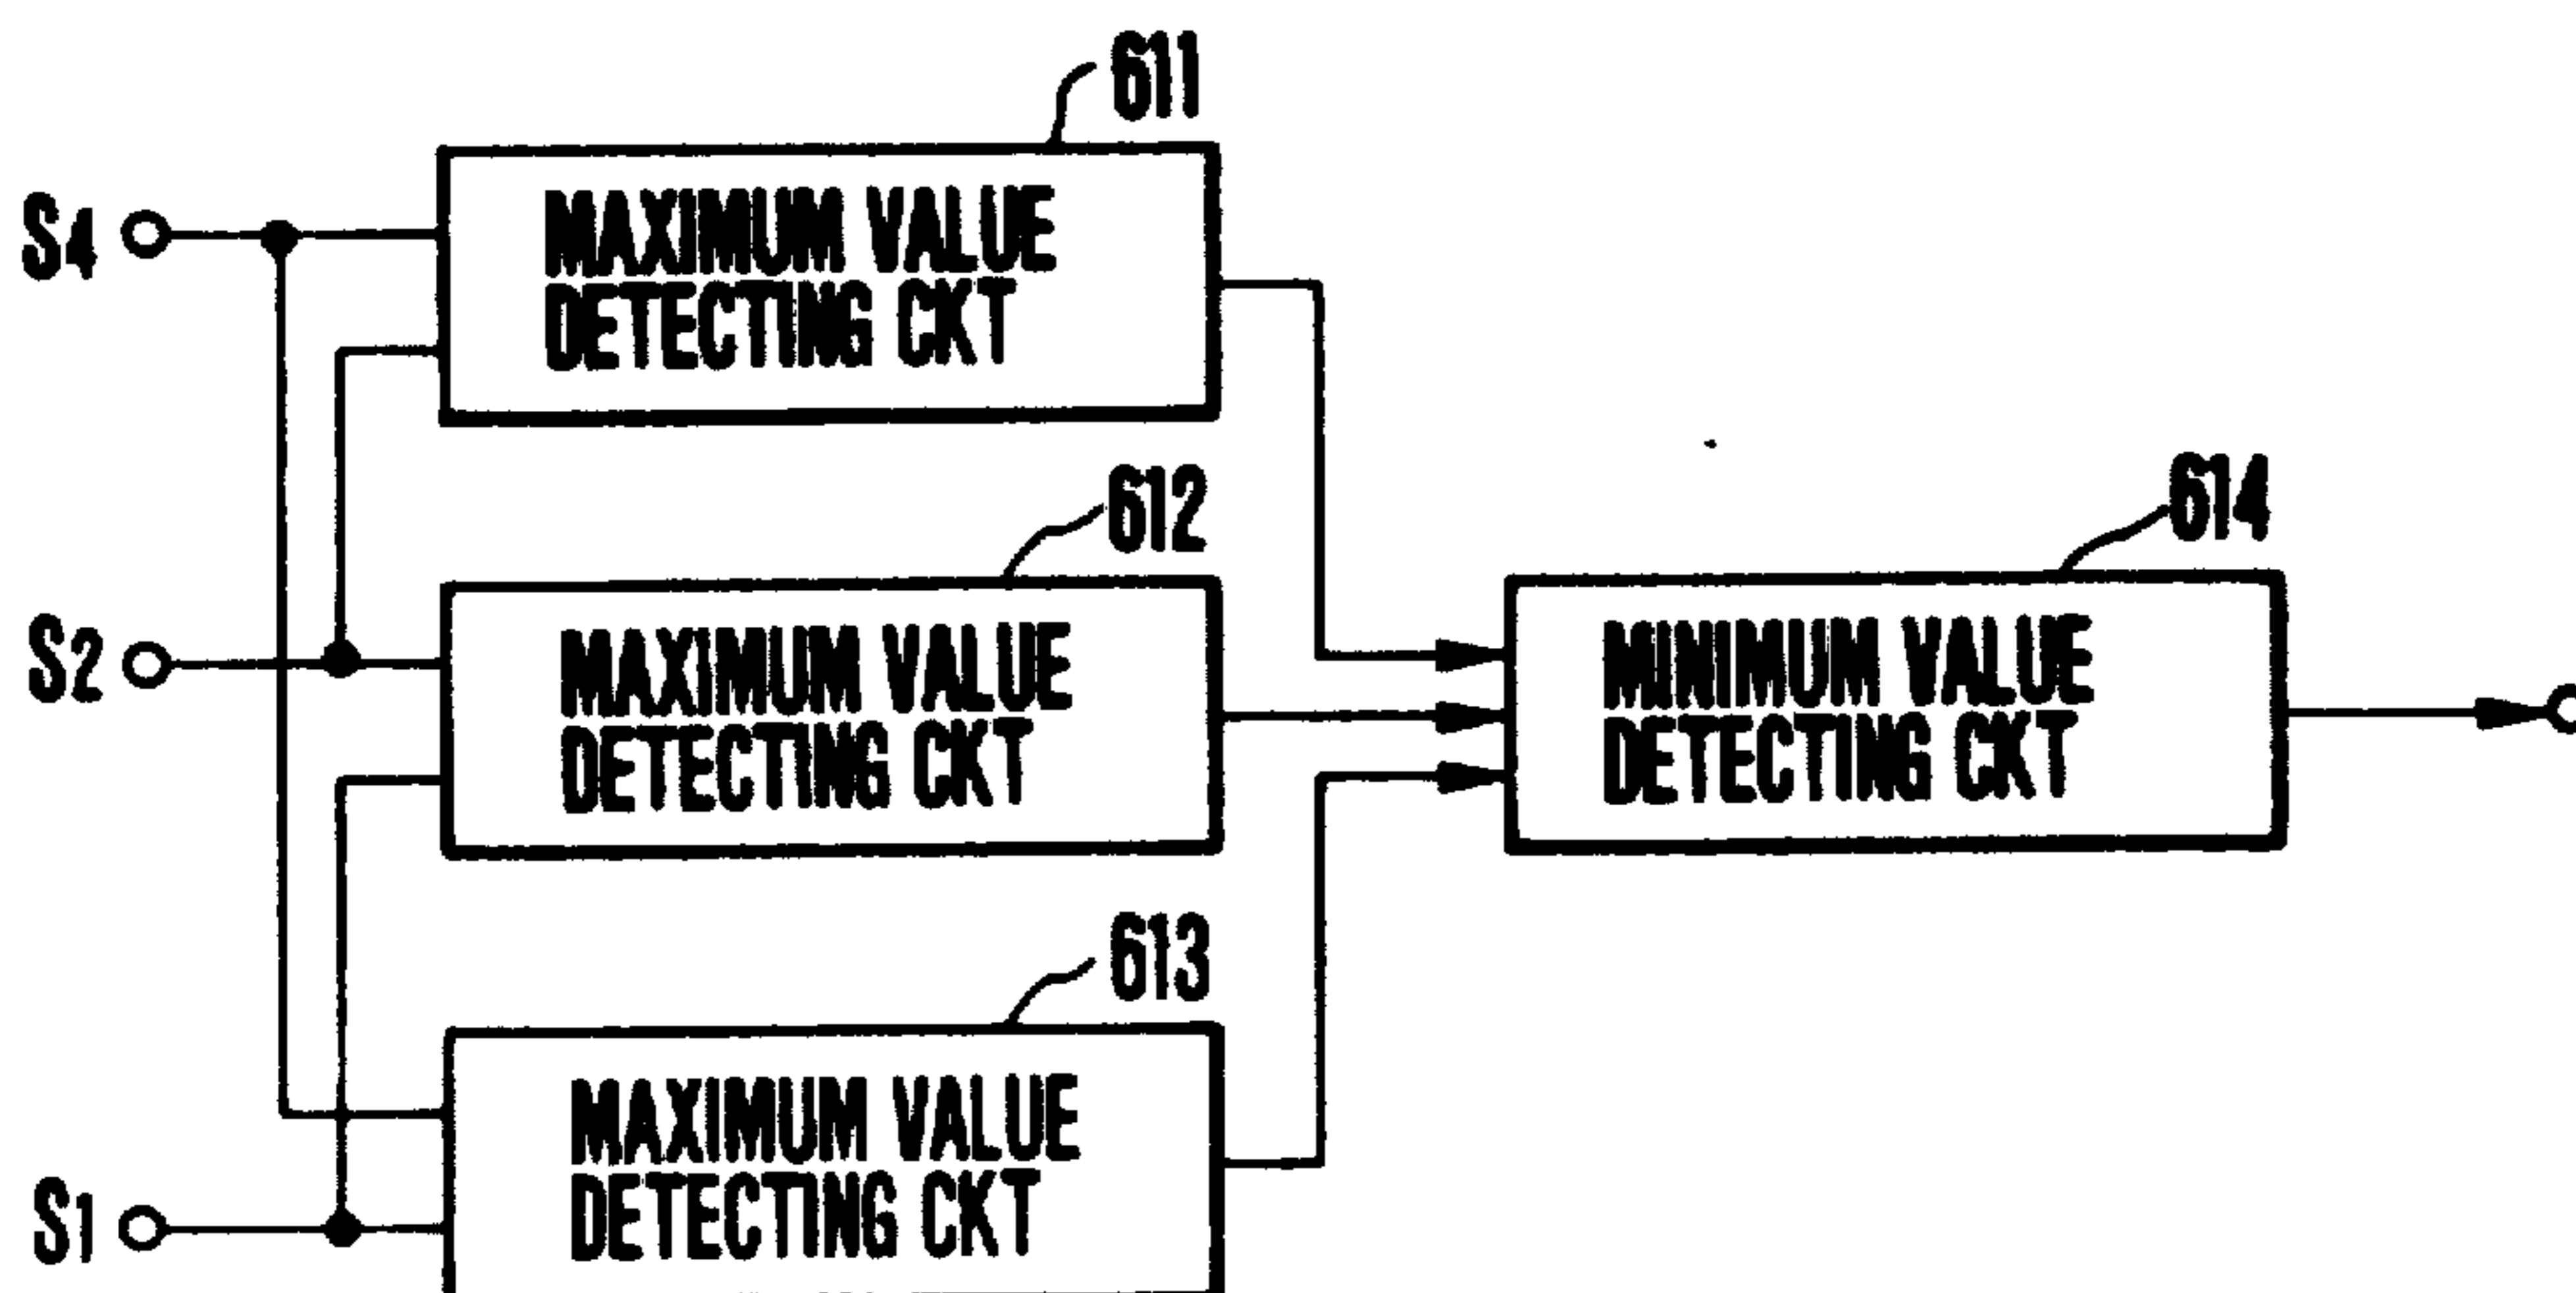 611
S4
MAXIMUM VALUE
DETECTING CKT
612
614
S2
MAXIMUM VALUE
DETECTING CKT
MINIMUM VALUE
DETECTING CKT
613
MAXIMUM VALUE
DETECTING CKT
S1